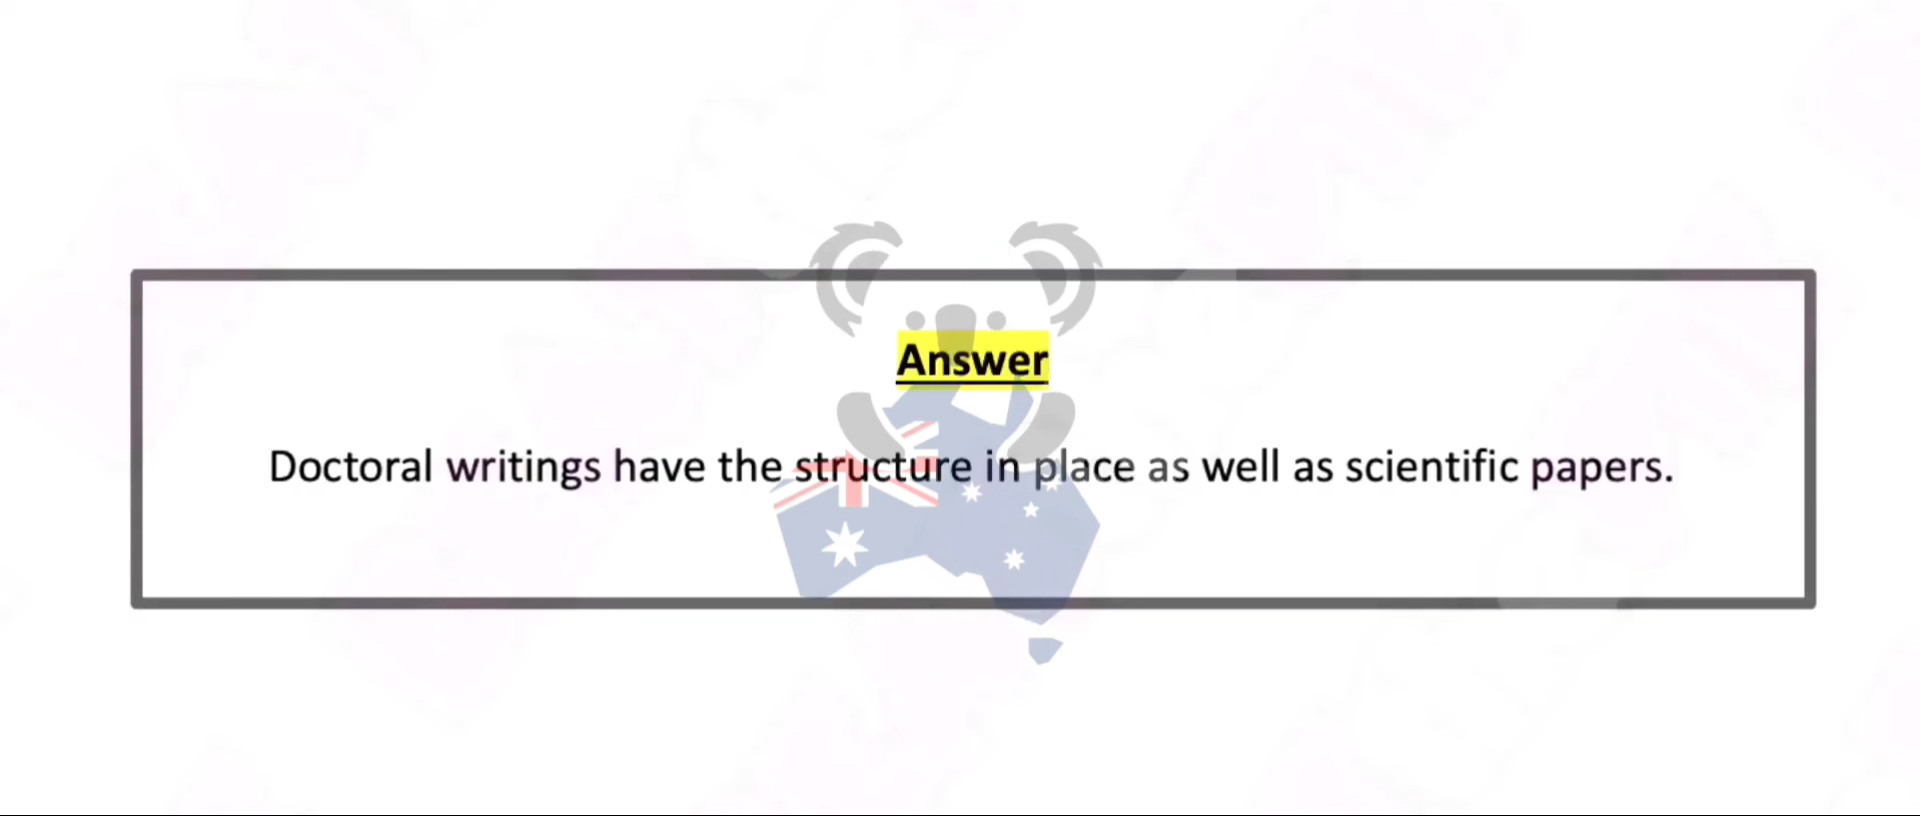 Answer
Doctoral writings have the structure in place as well as scientific papers.